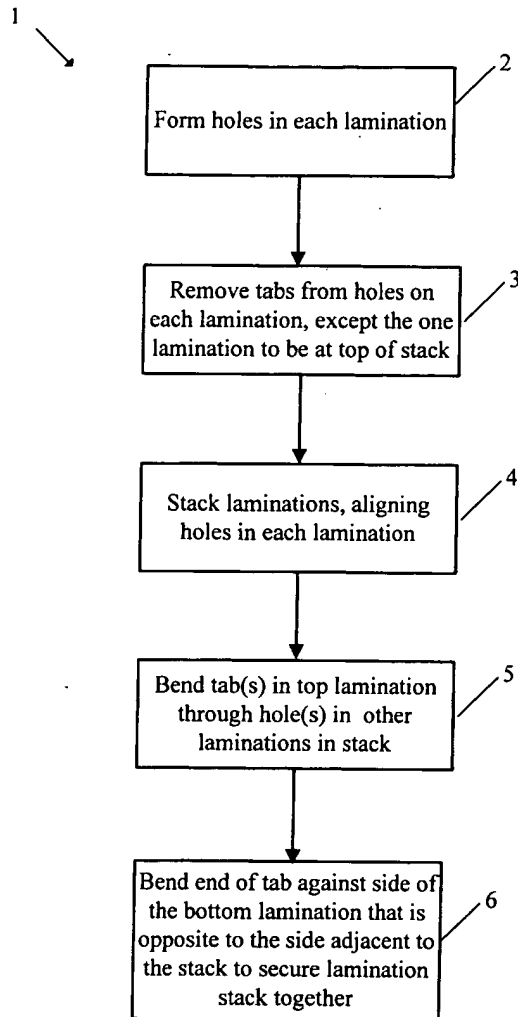 1
2
Form holes in each lamination
3
Remove tabs from holes on
each lamination, except the one
lamination to be at top of stack
4
Stack laminations, aligning
holes in each lamination
5
Bend tab(s) in top lamination
through hole(s) in other
laminations in stack
6
Bend end of tab against side of
the bottom lamination that is
opposite to the side adjacent to
the stack to secure lamination
stack together